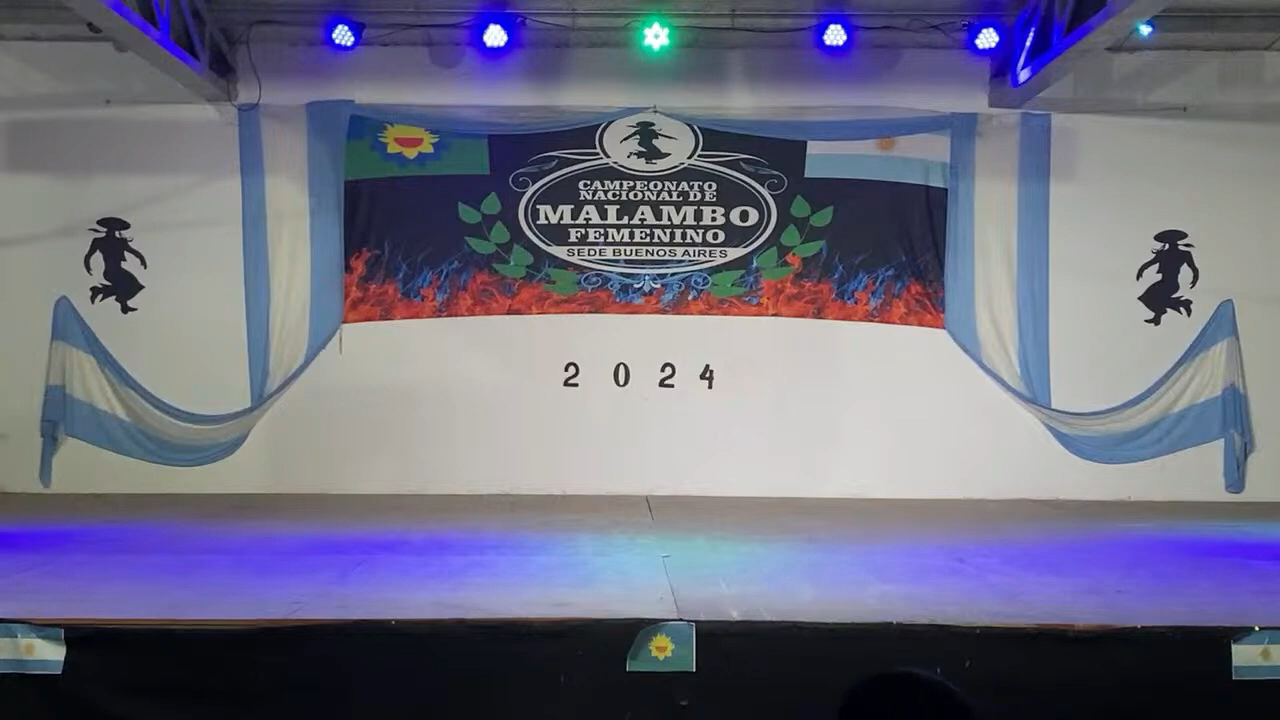 CAMPEONATO
NACIONAL DE
MALAMBO
FEMENINO
SEDE BUENOS AIRES
2024